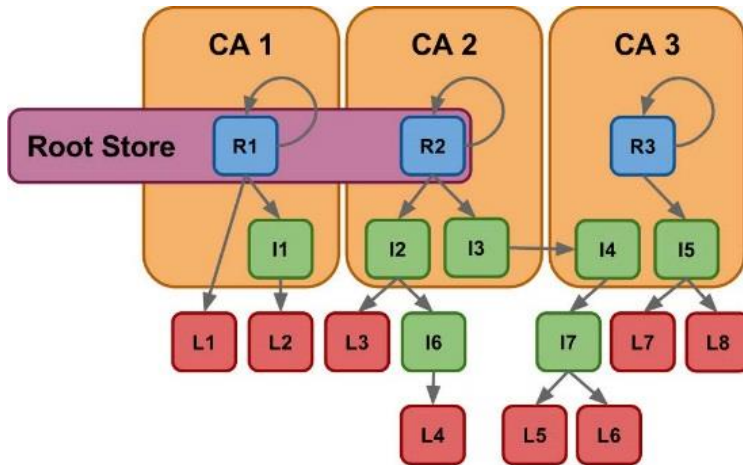 CA 1 CA 2 CA 3
Root Store R1 R2 R3
I1 I2 I3 I4 I5
L1 L2 L3 I6 I7 L7 L8
L4 L5 L6